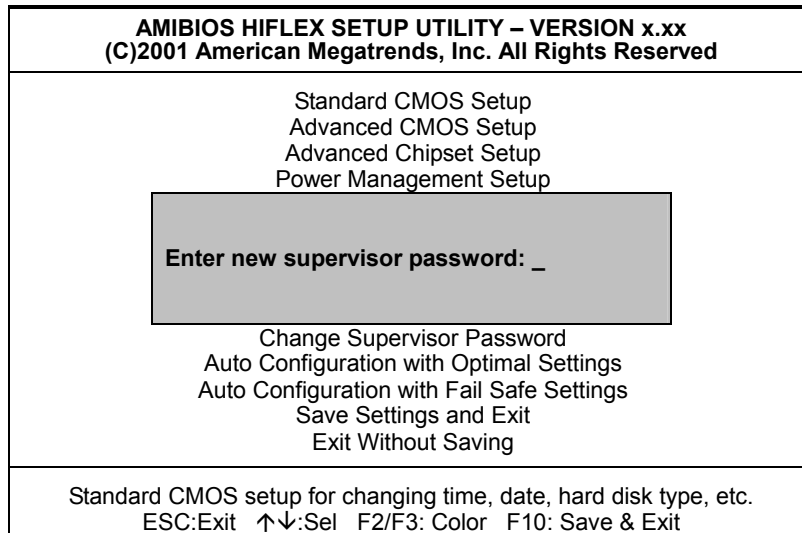 AMIBIOS HIFLEX SETUP UTILITY – VERSION x.xx
(C)2001 American Megatrends, Inc. All Rights Reserved
Standard CMOS Setup
Advanced CMOS Setup
Advanced Chipset Setup
Power Management Setup
Enter new supervisor password: _
Change Supervisor Password
Auto Configuration with Optimal Settings
Auto Configuration with Fail Safe Settings
Save Settings and Exit
Exit Without Saving
Standard CMOS setup for changing time, date, hard disk type, etc.
ESC:Exit ↑↓:Sel F2/F3: Color F10: Save & Exit